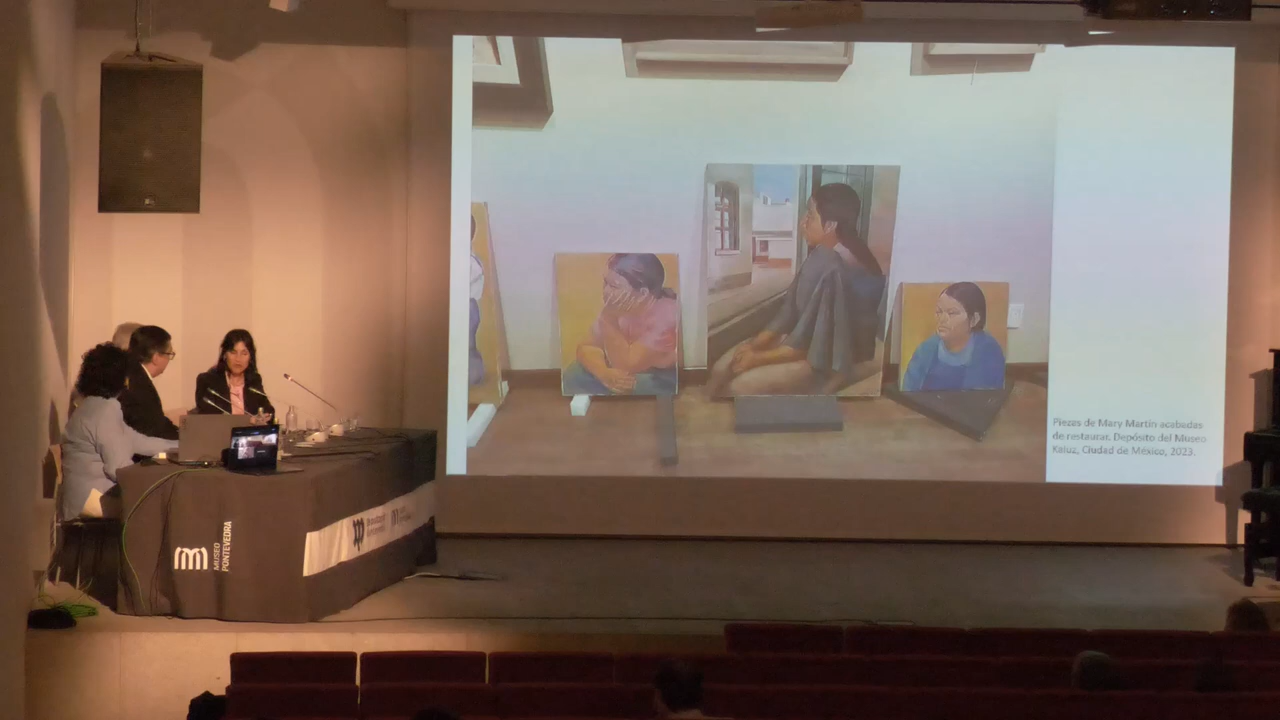 Piezas de Mary Martín acabadas
de restaurar. Depósito del Museo
Kaluz, Ciudad de México, 2023.
MUSEO
PONTEVEDRA